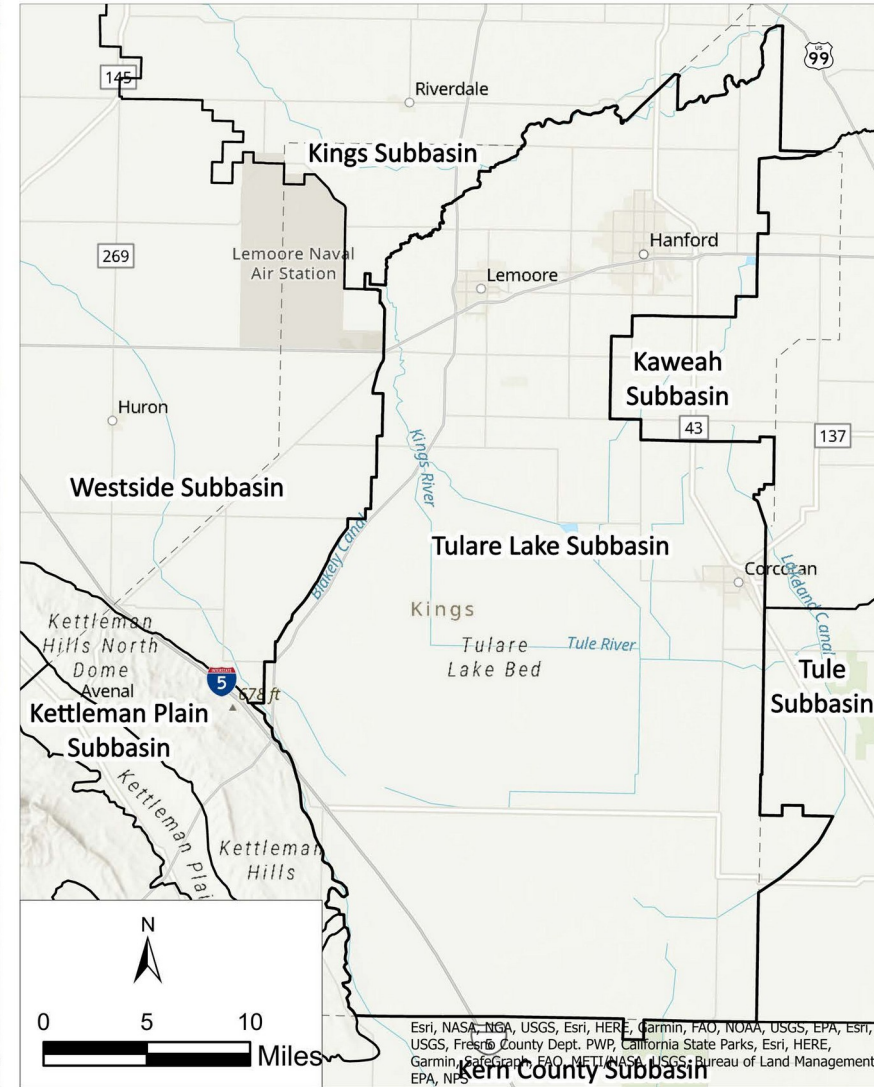 US
99
145
Riverdale
Kings Subbasin
269
Lemoore Naval
Air Station
Hanford
Lemoore
Kaweah
Subbasin
Huron
43
137
Kings River
Westside Subbasin
Blakely Canal
Tulare Lake Subbasin
Corcoran
Lakeland Canal
Kings
Kettleman
Hills North
Dome
Tulare
Lake Bed
Tule River
Tule
Subbasin
Avenal
INTERSTATE
5
678 ft
Kettleman Plain
Subbasin
Kettleman Plai
Kettleman
Hills
N
0 5 10
Miles
Esri, NASA, NGA, USGS, Esri, HERE, Garmin, FAO, NOAA, USGS, EPA, Esri,
USGS, Fresno County Dept. PWP, California State Parks, Esri, HERE,
Garmin, SafeGraph, FAO, METI/NASA, USGS, Bureau of Land Management,
EPA, NPS
Kern County Subbasin